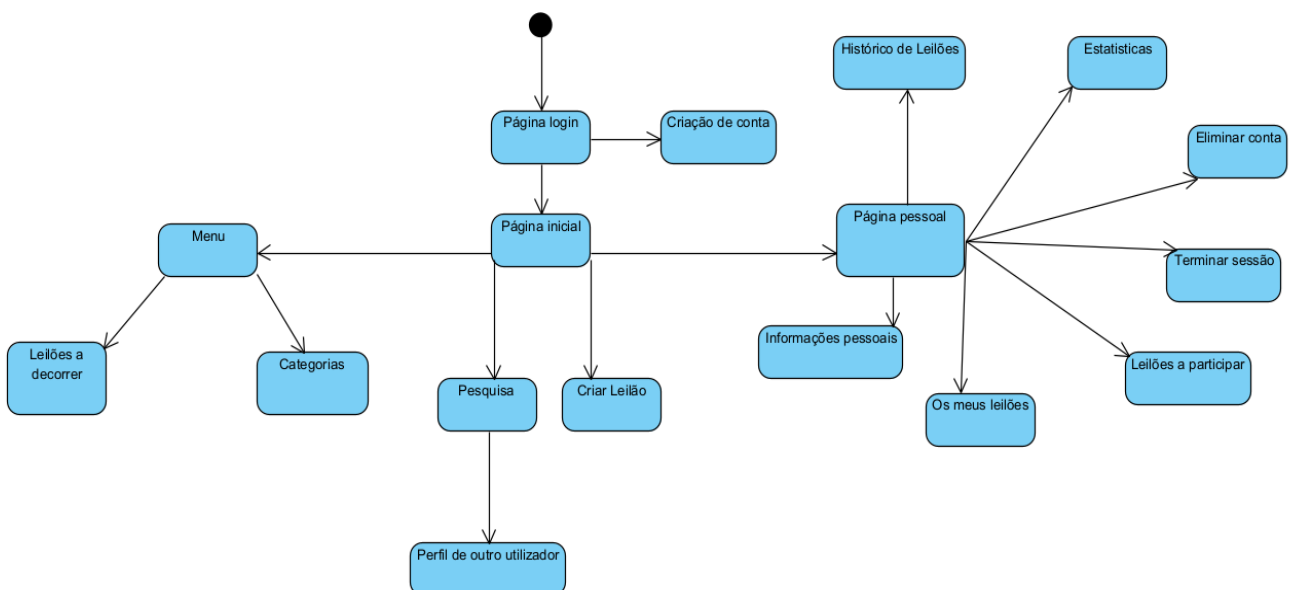 Histórico de Leilões
Estatisticas
Página login
Criação de conta
Eliminar conta
Menu
Página inicial
Página pessoal
Terminar sessão
Leilões a
decorrer
Categorias
Pesquisa
Criar Leilão
Informações pessoais
Os meus leilões
Leilões a participar
Perfil de outro utilizador